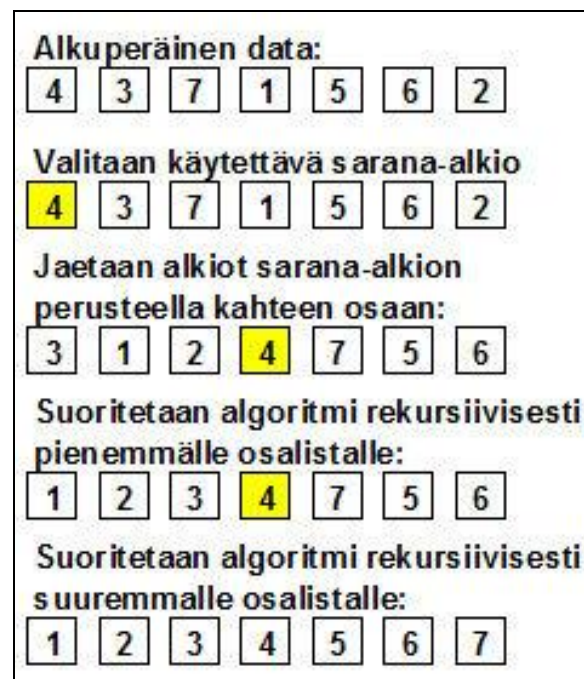 Alkuperäinen data:
4 3 7 1 5 6 2
Valitaan käytettävä sarana-alkio
4 3 7 1 5 6 2
Jaetaan alkiot sarana-alkion
perusteella kahteen osaan:
3 1 2 4 7 5 6
Suoritetaan algoritmi rekursiivisesti
pienemmälle osalistalle:
1 2 3 4 7 5 6
Suoritetaan algoritmi rekursiivisesti
suuremmalle osalistalle:
1 2 3 4 5 6 7